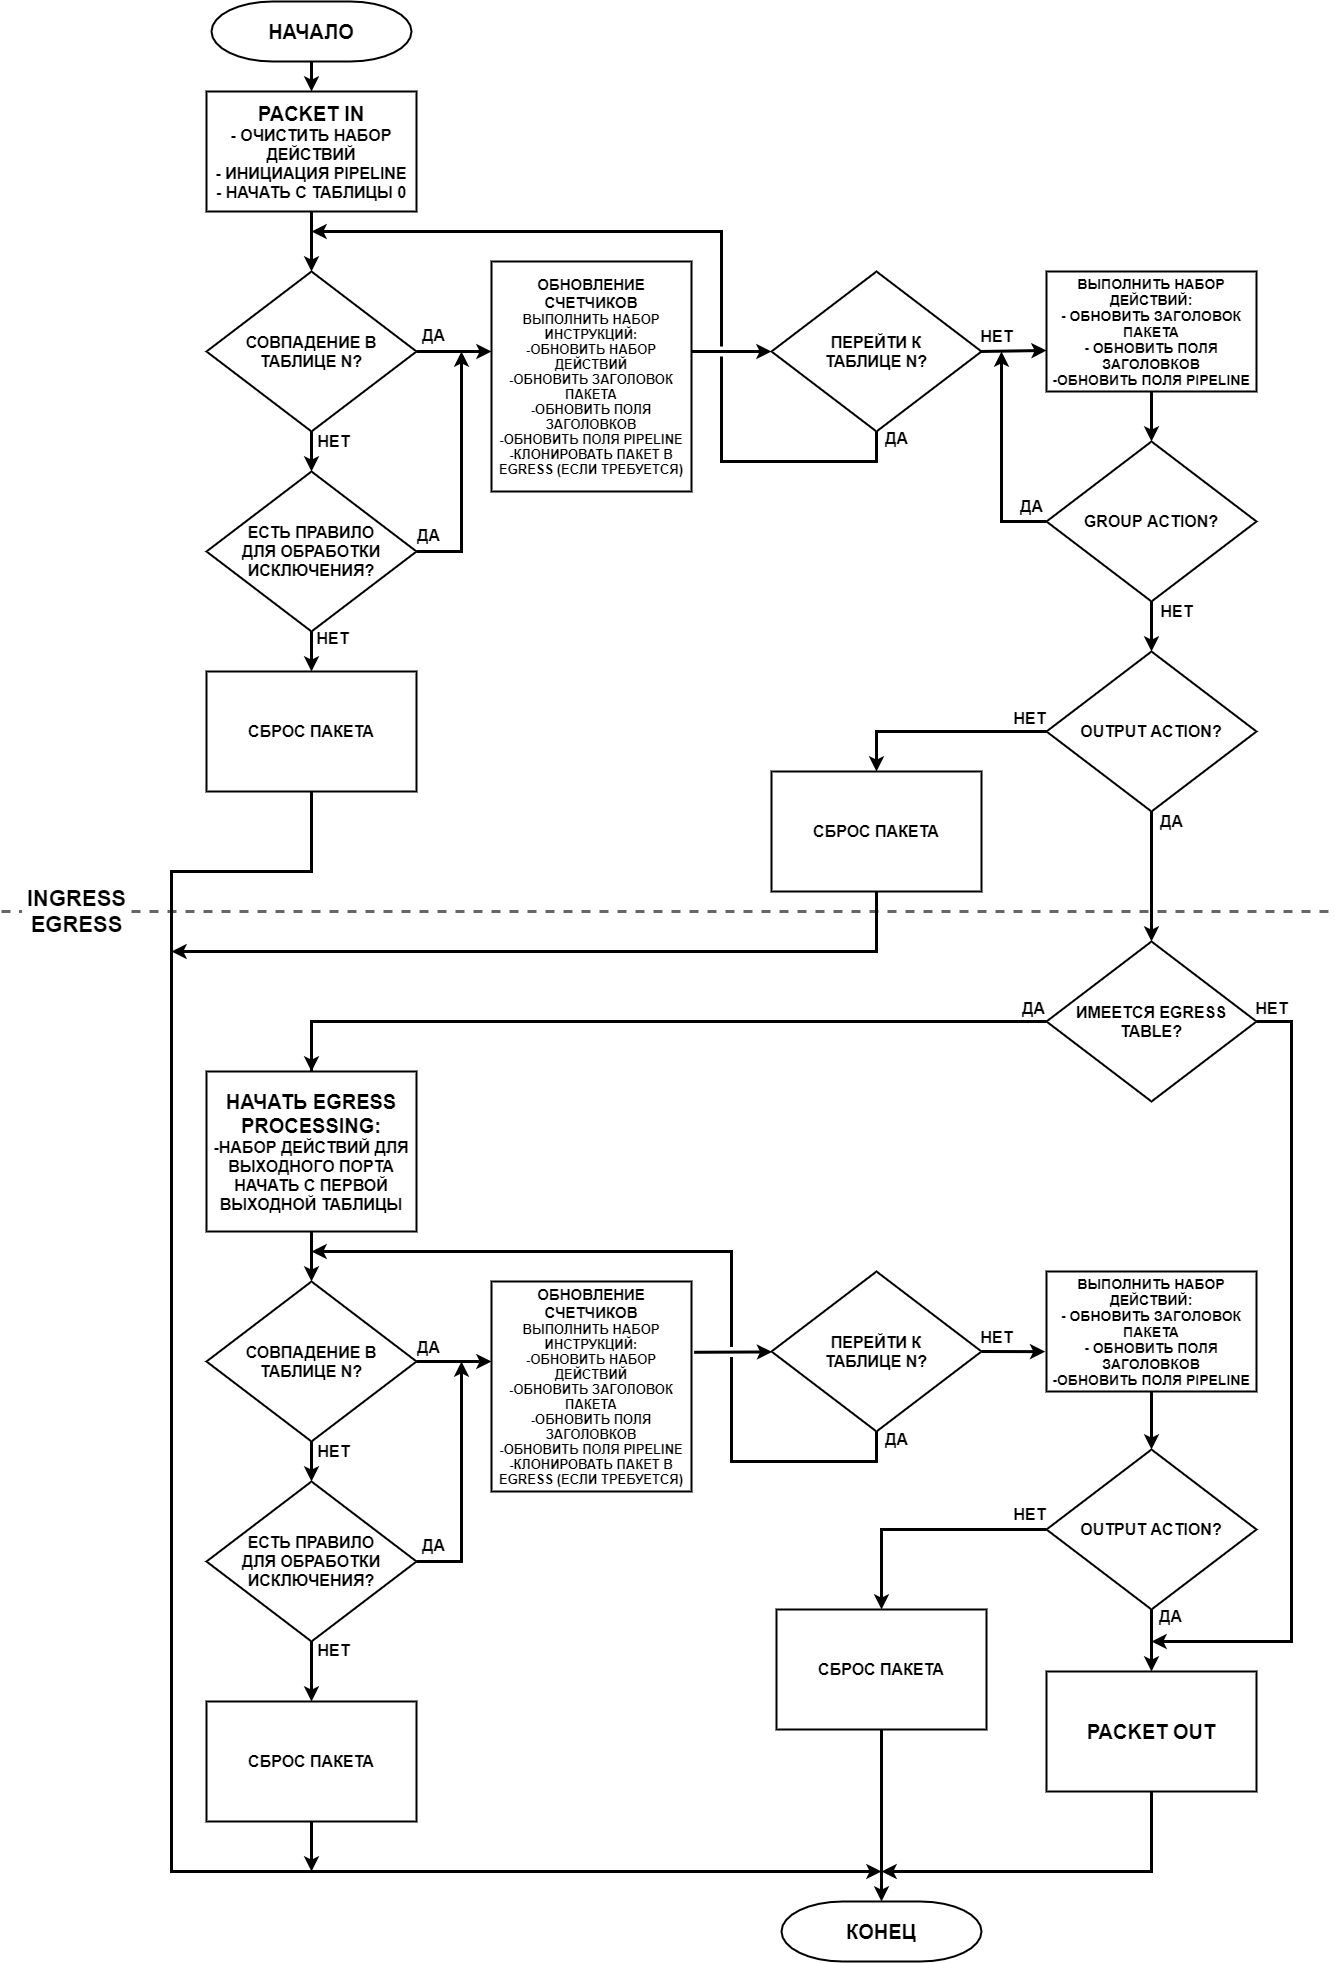 НАЧАЛО
PACKET IN
- ОЧИСТИТЬ НАБОР
ДЕЙСТВИЙ
- ИНИЦИАЦИЯ PIPELINE
- НАЧАТЬ С ТАБЛИЦЫ 0
СОВПАДЕНИЕ В
ТАБЛИЦЕ N?
ДА
НЕТ
ОБНОВЛЕНИЕ
СЧЕТЧИКОВ
ВЫПОЛНИТЬ НАБОР
ИНСТРУКЦИЙ:
-ОБНОВИТЬ НАБОР
ДЕЙСТВИЙ
-ОБНОВИТЬ ЗАГОЛОВОК
ПАКЕТА
-ОБНОВИТЬ ПОЛЯ
ЗАГОЛОВКОВ
-ОБНОВИТЬ ПОЛЯ PIPELINE
-КЛОНИРОВАТЬ ПАКЕТ В
EGRESS (ЕСЛИ ТРЕБУЕТСЯ)
ПЕРЕЙТИ К
ТАБЛИЦЕ N?
НЕТ
ДА
ВЫПОЛНИТЬ НАБОР
ДЕЙСТВИЙ:
- ОБНОВИТЬ ЗАГОЛОВОК
ПАКЕТА
- ОБНОВИТЬ ПОЛЯ
ЗАГОЛОВКОВ
-ОБНОВИТЬ ПОЛЯ PIPELINE
ЕСТЬ ПРАВИЛО
ДЛЯ ОБРАБОТКИ
ИСКЛЮЧЕНИЯ?
ДА
НЕТ
GROUP ACTION?
ДА
НЕТ
СБРОС ПАКЕТА
OUTPUT ACTION?
НЕТ
ДА
СБРОС ПАКЕТА
INGRESS
EGRESS
ИМЕЕТСЯ EGRESS
TABLE?
ДА
НЕТ
НАЧАТЬ EGRESS
PROCESSING:
-НАБОР ДЕЙСТВИЙ ДЛЯ
ВЫХОДНОГО ПОРТА
НАЧАТЬ С ПЕРВОЙ
ВЫХОДНОЙ ТАБЛИЦЫ
СОВПАДЕНИЕ В
ТАБЛИЦЕ N?
ДА
НЕТ
ОБНОВЛЕНИЕ
СЧЕТЧИКОВ
ВЫПОЛНИТЬ НАБОР
ИНСТРУКЦИЙ:
-ОБНОВИТЬ НАБОР
ДЕЙСТВИЙ
-ОБНОВИТЬ ЗАГОЛОВОК
ПАКЕТА
-ОБНОВИТЬ ПОЛЯ
ЗАГОЛОВКОВ
-ОБНОВИТЬ ПОЛЯ PIPELINE
-КЛОНИРОВАТЬ ПАКЕТ В
EGRESS (ЕСЛИ ТРЕБУЕТСЯ)
ПЕРЕЙТИ К
ТАБЛИЦЕ N?
НЕТ
ДА
ВЫПОЛНИТЬ НАБОР
ДЕЙСТВИЙ:
- ОБНОВИТЬ ЗАГОЛОВОК
ПАКЕТА
- ОБНОВИТЬ ПОЛЯ
ЗАГОЛОВКОВ
-ОБНОВИТЬ ПОЛЯ PIPELINE
ЕСТЬ ПРАВИЛО
ДЛЯ ОБРАБОТКИ
ИСКЛЮЧЕНИЯ?
ДА
НЕТ
OUTPUT ACTION?
НЕТ
ДА
СБРОС ПАКЕТА
PACKET OUT
СБРОС ПАКЕТА
КОНЕЦ